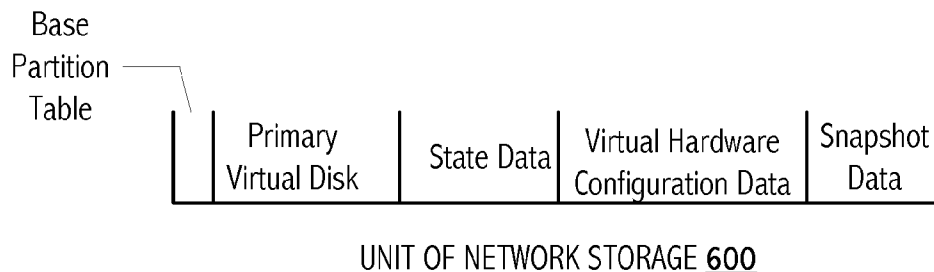 Base
Partition
Table
Primary
Virtual Disk
State Data
Virtual Hardware
Configuration Data
Snapshot
Data
UNIT OF NETWORK STORAGE 600